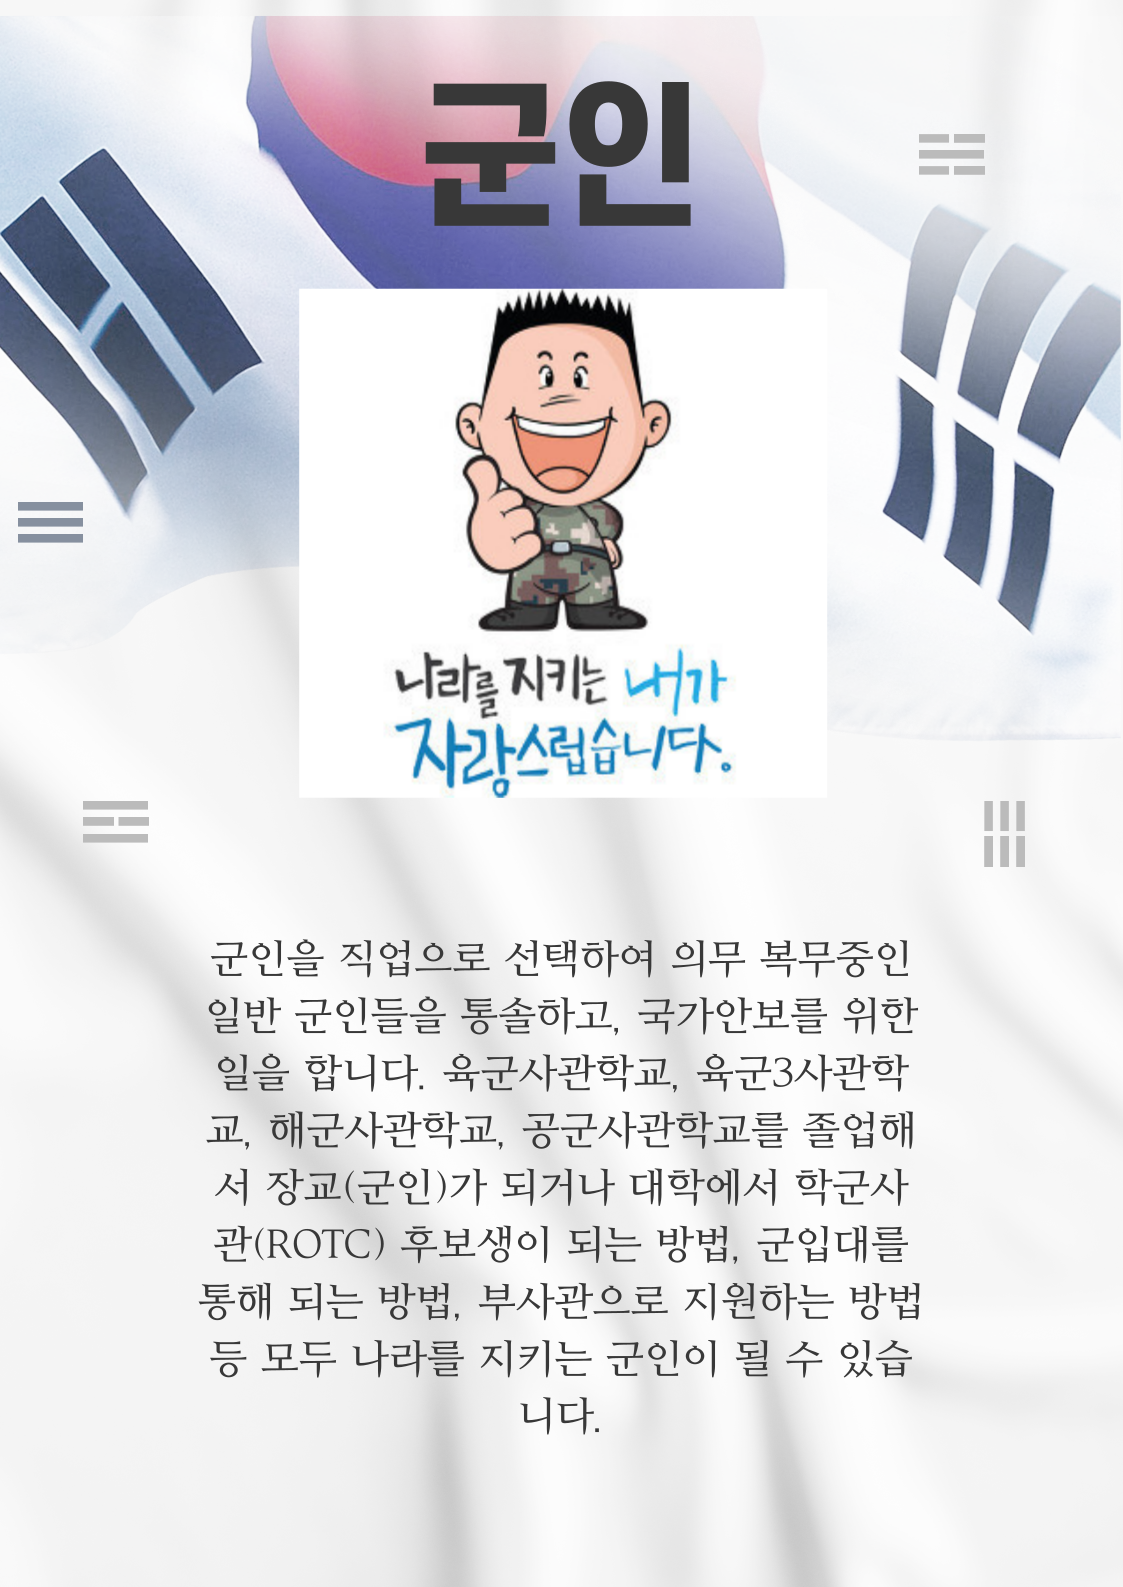 군인
나라를 지키는 내가
자랑스럽습니다.
군인을 직업으로 선택하여 의무 복무중인
일반 군인들을 통솔하고, 국가안보를 위한
일을 합니다. 육군사관학교, 육군3사관학
교, 해군사관학교, 공군사관학교를 졸업해
서 장교(군인)가 되거나 대학에서 학군사
관(ROTC) 후보생이 되는 방법, 군입대를
통해 되는 방법, 부사관으로 지원하는 방법
등 모두 나라를 지키는 군인이 될 수 있습
니다.